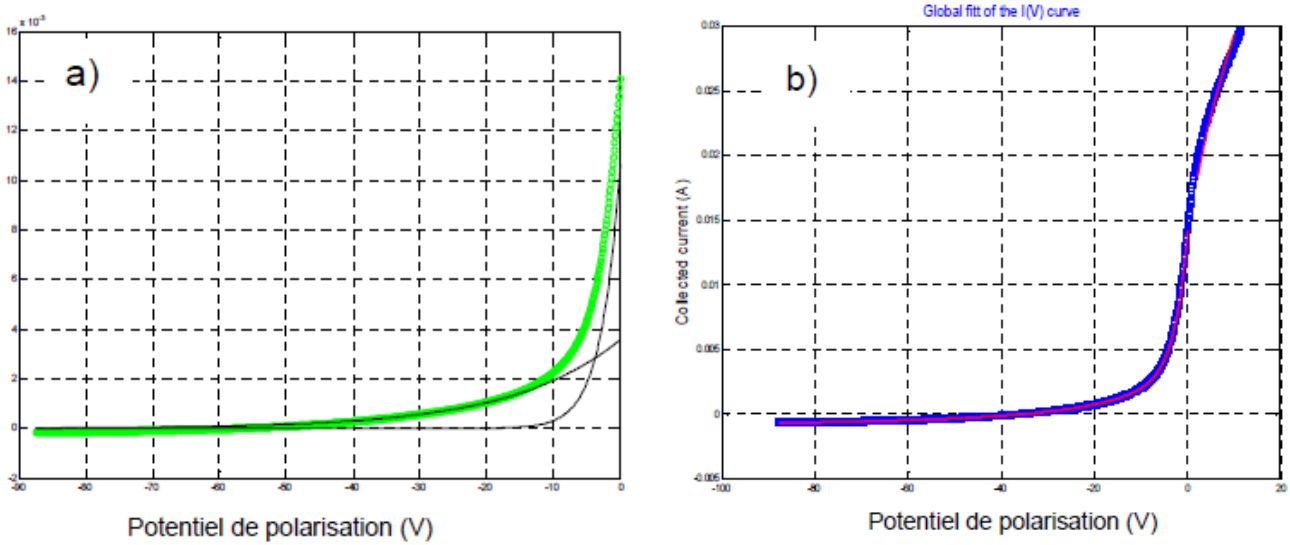 x 10⁻³
16
a)
14
12
10
8
6
4
2
0
-2
-90 -80 -70 -60 -50 -40 -30 -20 -10 0
Potentiel de polarisation (V)
Global fitt of the I(V) curve
0.03
b)
0.025
0.02
0.015
0.01
0.005
0
-0.005
Collected current (A)
-100 -80 -60 -40 -20 0 20
Potentiel de polarisation (V)